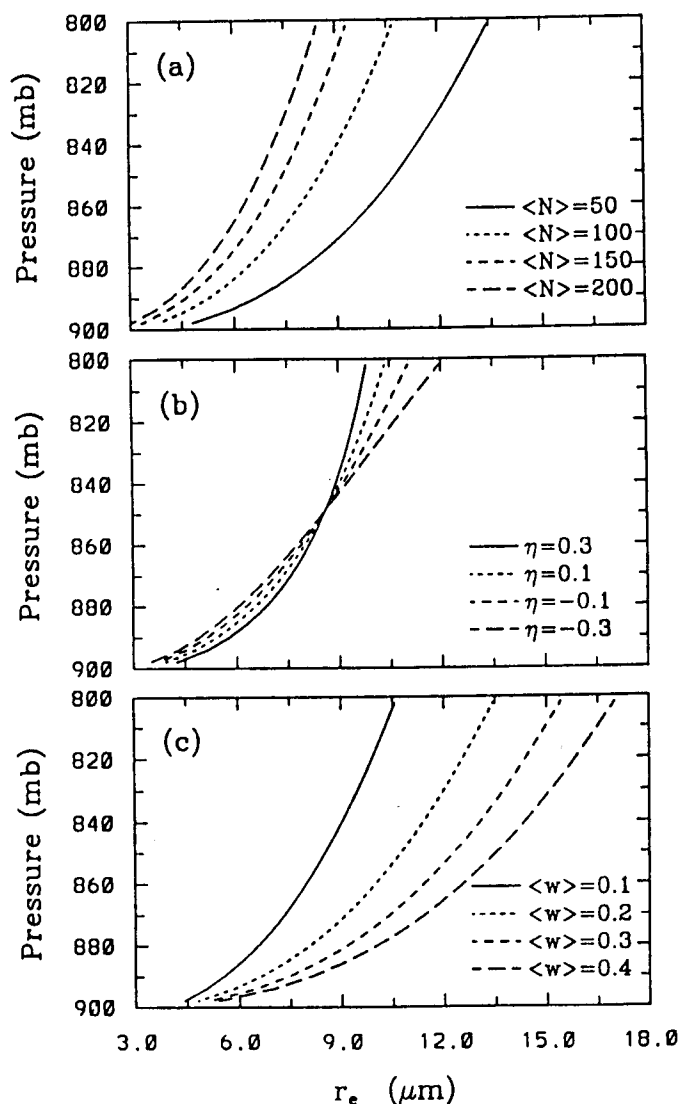 800
820
840
860
880
900
Pressure (mb)
(a)
<N>=50
<N>=100
<N>=150
<N>=200
800
820
840
860
880
900
Pressure (mb)
(b)
η=0.3
η=0.1
η=−0.1
η=−0.3
800
820
840
860
880
900
Pressure (mb)
(c)
<w>=0.1
<w>=0.2
<w>=0.3
<w>=0.4
3.0 6.0 9.0 12.0 15.0 18.0
rₑ (μm)